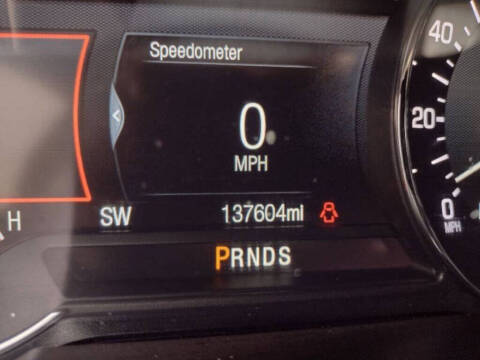 Speedometer
0
MPH
SW 137604mi
PRNDS
H
40
20
0
MPH